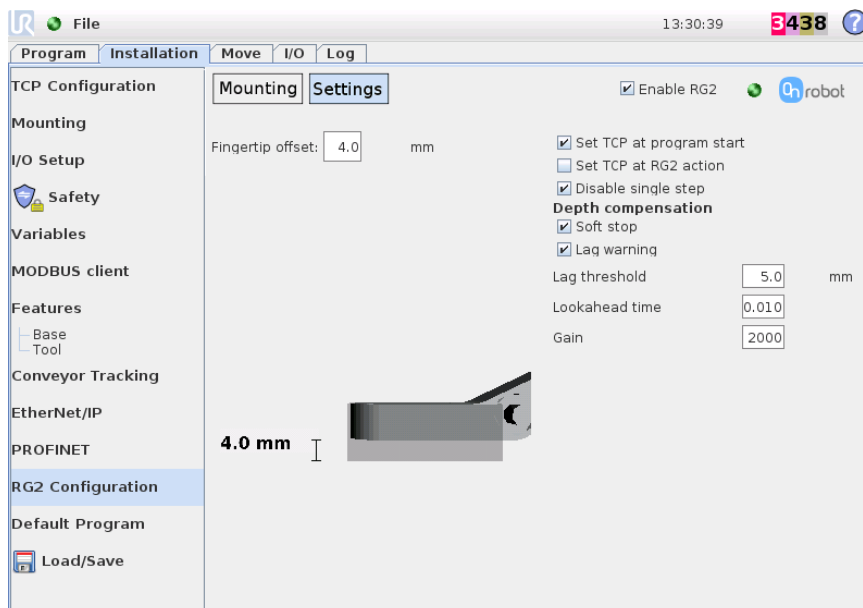 UR File 13:30:39 3438 ?
Program Installation Move I/O Log
TCP Configuration
Mounting
I/O Setup
Safety
Variables
MODBUS client
Features
Base
Tool
Conveyor Tracking
EtherNet/IP
PROFINET
RG2 Configuration
Default Program
Load/Save
Mounting Settings
Enable RG2
On robot
Fingertip offset: 4.0 mm
Set TCP at program start
Set TCP at RG2 action
Disable single step
Depth compensation
Soft stop
Lag warning
Lag threshold 5.0 mm
Lookahead time 0.010
Gain 2000
4.0 mm